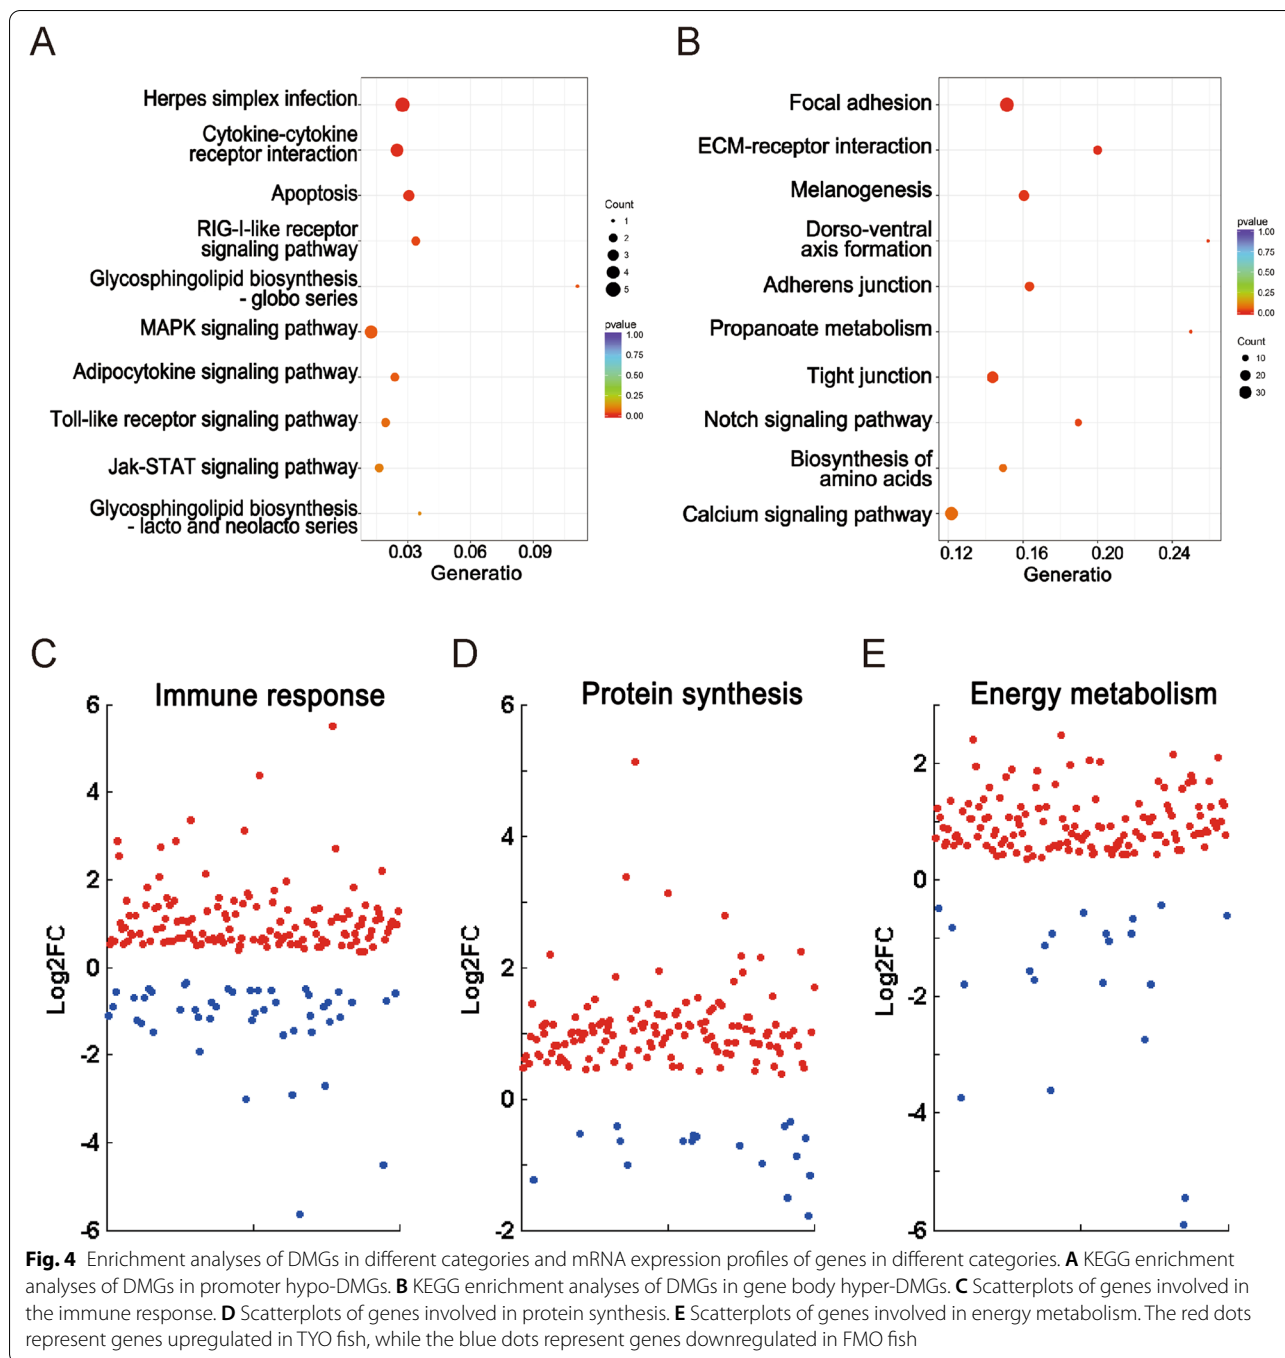 A
Herpes simplex infection
Cytokine-cytokine
receptor interaction
Apoptosis
RIG-I-like receptor
signaling pathway
Glycosphingolipid biosynthesis
- globo series
MAPK signaling pathway
Adipocytokine signaling pathway
Toll-like receptor signaling pathway
Jak-STAT signaling pathway
Glycosphingolipid biosynthesis
- lacto and neolacto series
0.03 0.06 0.09
Generatio
Count
1
2
3
4
5
pvalue
1.00
0.75
0.50
0.25
0.00
B
Focal adhesion
ECM-receptor interaction
Melanogenesis
Dorso-ventral
axis formation
Adherens junction
Propanoate metabolism
Tight junction
Notch signaling pathway
Biosynthesis of
amino acids
Calcium signaling pathway
0.12 0.16 0.20 0.24
Generatio
pvalue
1.00
0.75
0.50
0.25
0.00
Count
10
20
30
C
Immune response
Log2FC
6
4
2
0
-2
-4
-6
D
Protein synthesis
Log2FC
6
4
2
0
-2
E
Energy metabolism
Log2FC
2
0
-2
-4
-6
Fig. 4 Enrichment analyses of DMGs in different categories and mRNA expression profiles of genes in different categories. A KEGG enrichment
analyses of DMGs in promoter hypo-DMGs. B KEGG enrichment analyses of DMGs in gene body hyper-DMGs. C Scatterplots of genes involved in
the immune response. D Scatterplots of genes involved in protein synthesis. E Scatterplots of genes involved in energy metabolism. The red dots
represent genes upregulated in TYO fish, while the blue dots represent genes downregulated in FMO fish